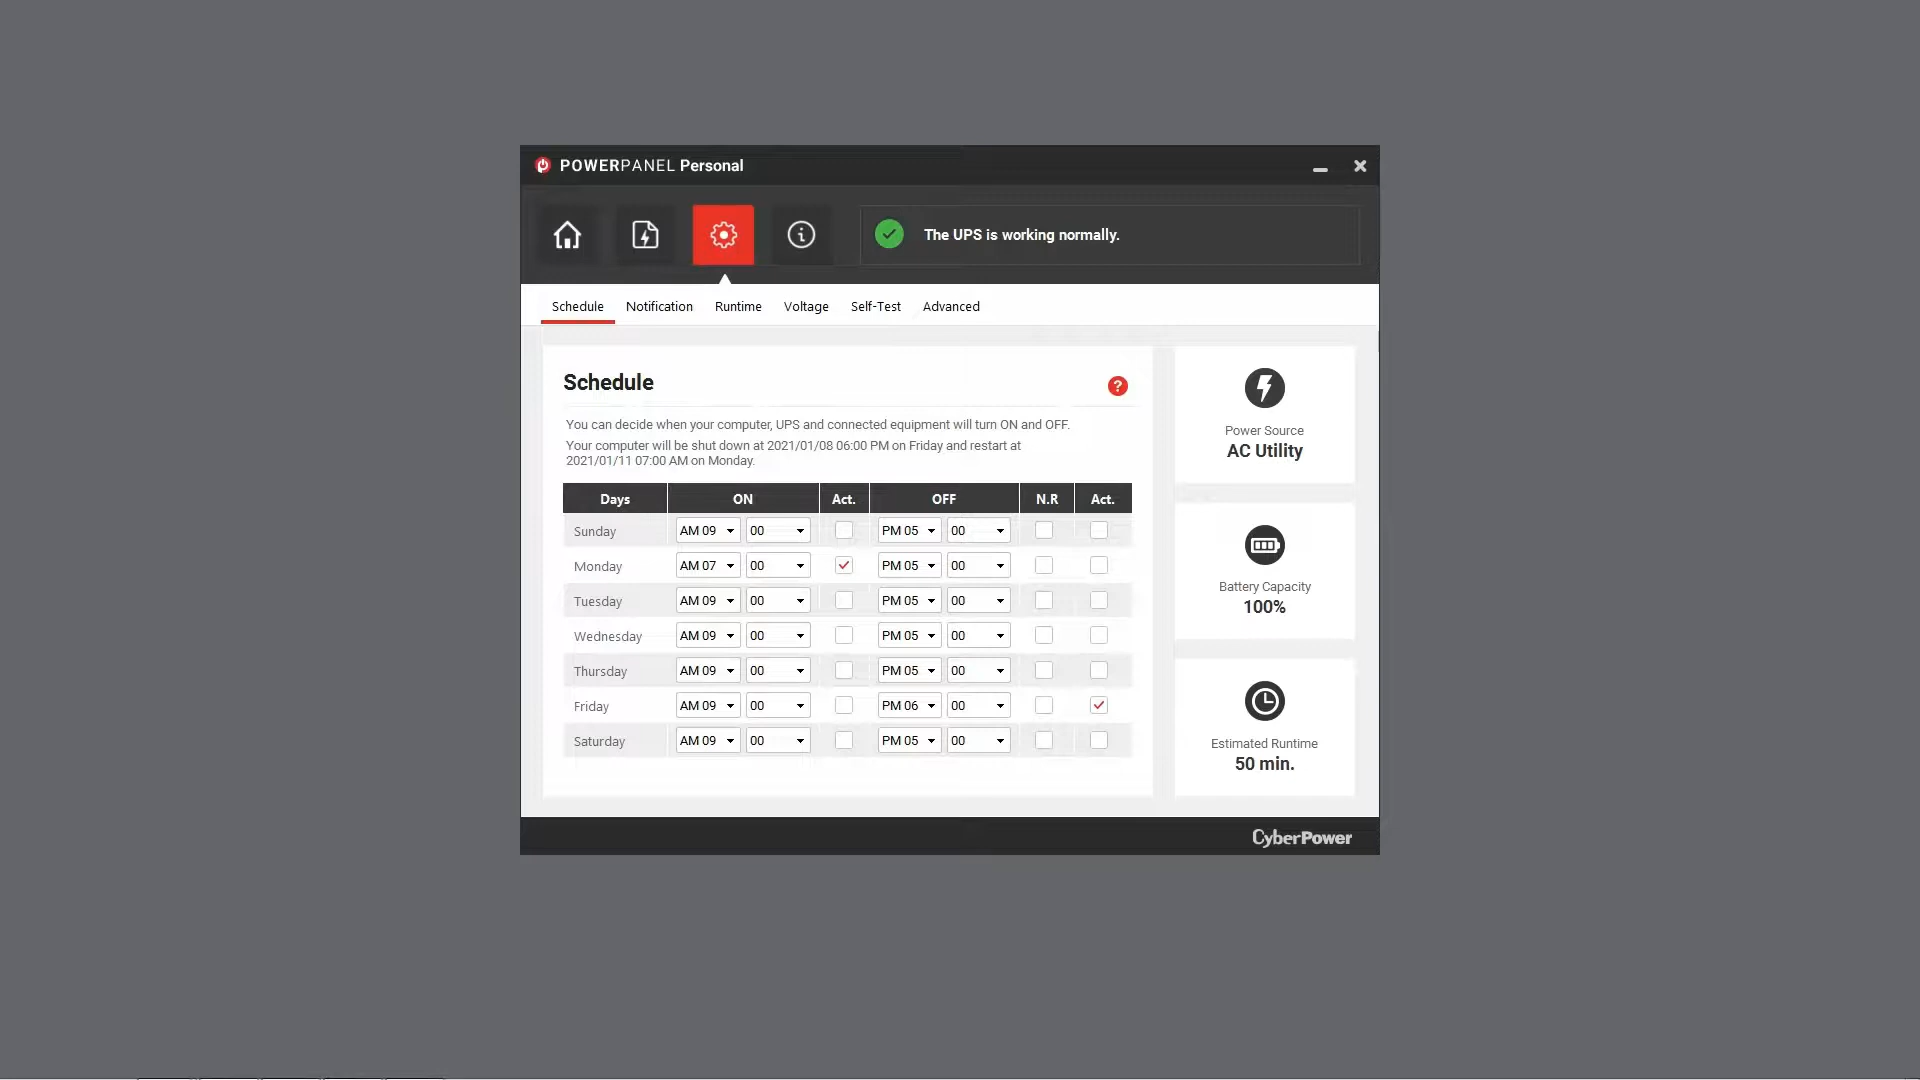 POWERPANEL Personal
The UPS is working normally.
Schedule Notification Runtime Voltage Self-Test Advanced
Schedule
?
You can decide when your computer, UPS and connected equipment will turn ON and OFF.
Your computer will be shut down at 2021/01/08 06:00 PM on Friday and restart at
2021/01/11 07:00 AM on Monday.
Days ON Act. OFF N.R Act.
Sunday AM 09 00 PM 05 00
Monday AM 07 00 PM 05 00
Tuesday AM 09 00 PM 05 00
Wednesday AM 09 00 PM 05 00
Thursday AM 09 00 PM 05 00
Friday AM 09 00 PM 06 00
Saturday AM 09 00 PM 05 00
Power Source
AC Utility
Battery Capacity
100%
Estimated Runtime
50 min.
CyberPower